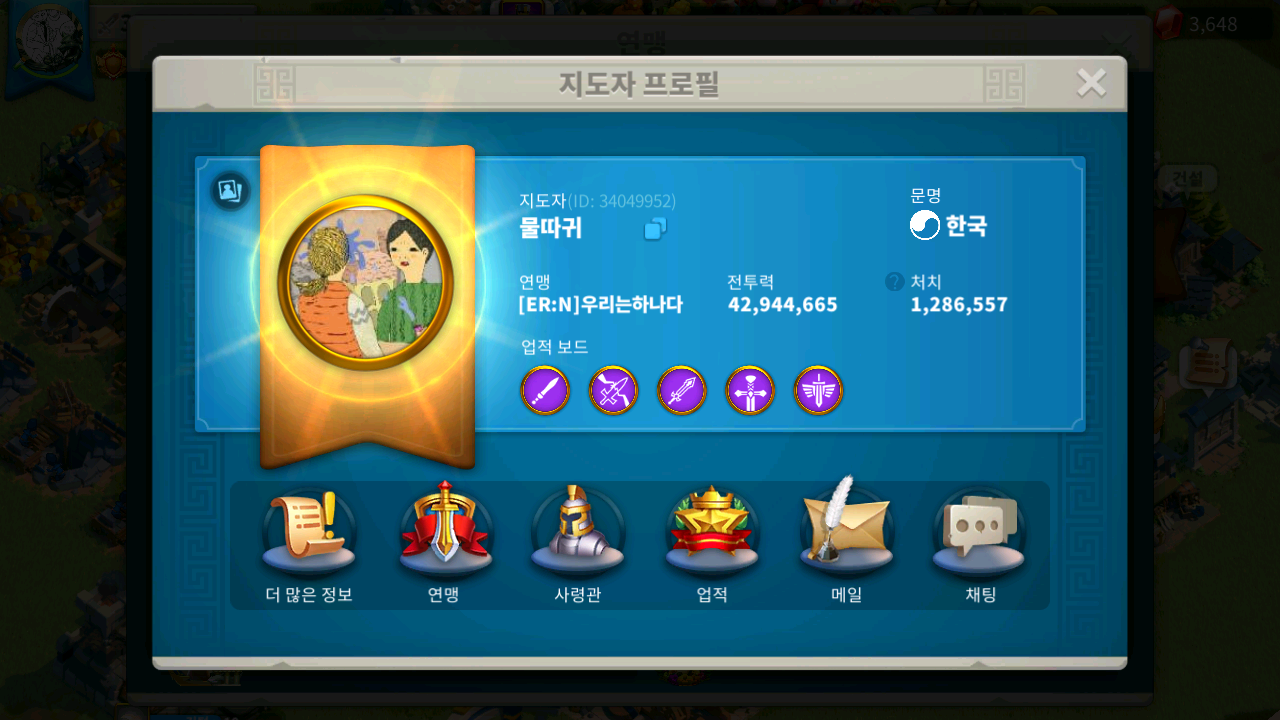 3,648
연맹
지도자 프로필
건설
지도자(ID: 34049952)
물따귀
문명
한국
연맹
[ER:N]우리는하나다
전투력
42,944,665
? 처치
1,286,557
업적 보드
더 많은 정보
연맹
사령관
업적
메일
채팅